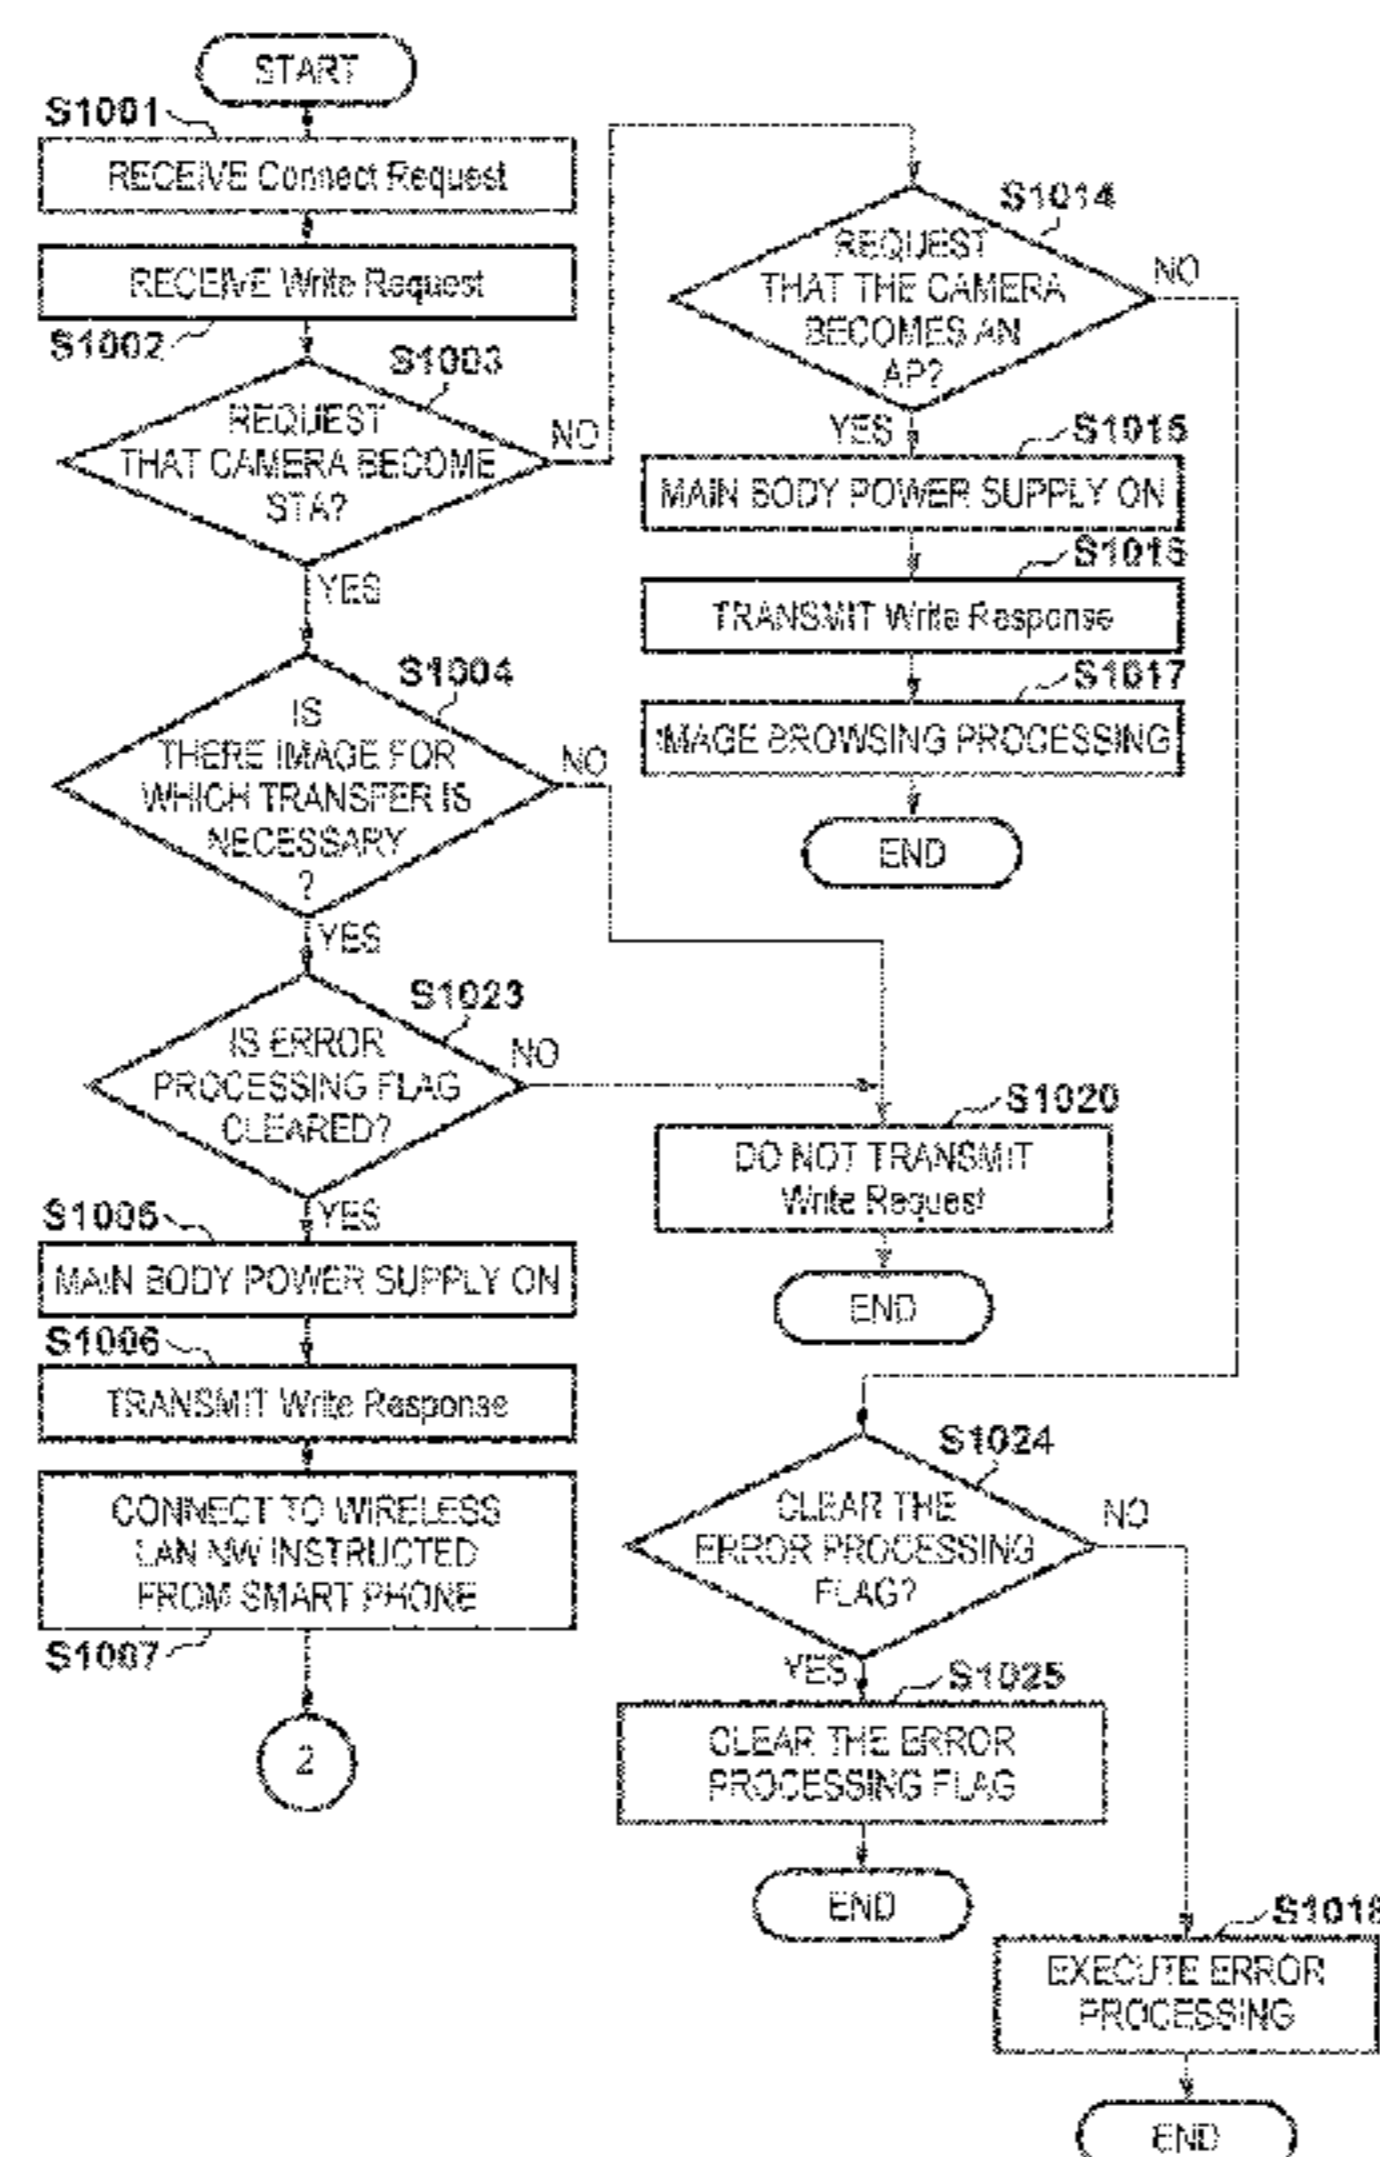 START
S1001
RECEIVE Connect Request
RECEIVE Write Request
S1002
S1003
REQUEST
THAT CAMERA BECOME
STA?
NO
YES
S1004
IS
THERE IMAGE FOR
WHICH TRANSFER IS
NECESSARY
?
NO
YES
S1023
IS ERROR
PROCESSING FLAG
CLEARED?
NO
YES
S1005
MAIN BODY POWER SUPPLY ON
S1006
TRANSMIT Write Response
CONNECT TO WIRELESS
LAN NW INSTRUCTED
FROM SMART PHONE
S1007
2
S1014
REQUEST
THAT THE CAMERA
BECOMES AN
AP?
NO
YES
S1015
MAIN BODY POWER SUPPLY ON
S1016
TRANSMIT Write Response
S1017
IMAGE BROWSING PROCESSING
END
S1020
DO NOT TRANSMIT
Write Request
END
S1024
CLEAR THE
ERROR PROCESSING
FLAG?
NO
YES
S1025
CLEAR THE ERROR
PROCESSING FLAG
END
S1018
EXECUTE ERROR
PROCESSING
END